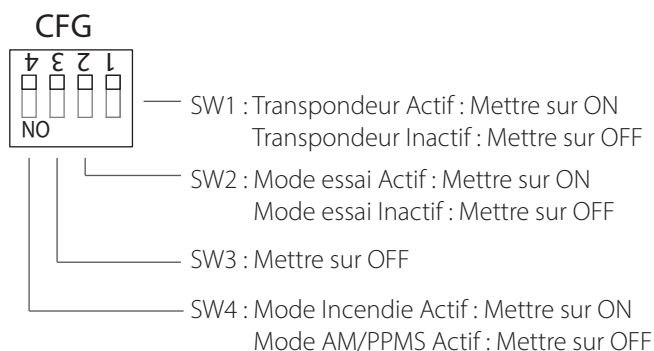 CFG
4 3 2 1
NO
SW1 : Transpondeur Actif : Mettre sur ON
Transpondeur Inactif : Mettre sur OFF
SW2 : Mode essai Actif : Mettre sur ON
Mode essai Inactif : Mettre sur OFF
SW3 : Mettre sur OFF
SW4 : Mode Incendie Actif : Mettre sur ON
Mode AM/PPMS Actif : Mettre sur OFF